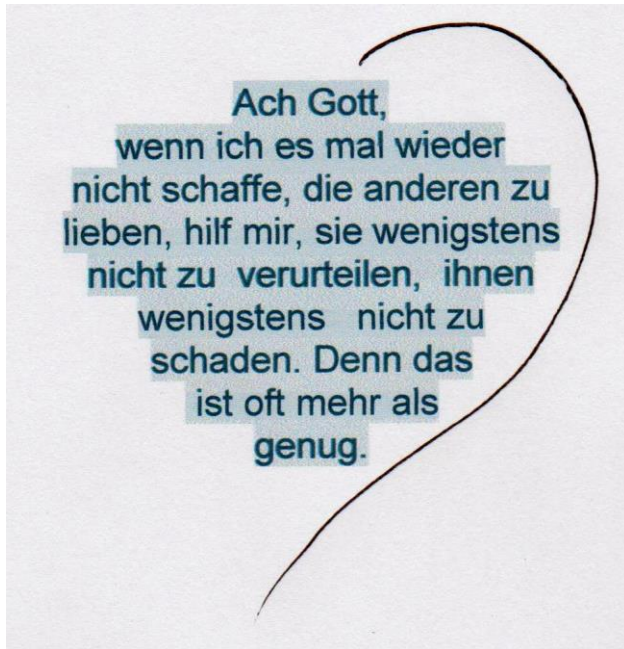 Ach Gott,
wenn ich es mal wieder
nicht schaffe, die anderen zu
lieben, hilf mir, sie wenigstens
nicht zu verurteilen, ihnen
wenigstens nicht zu
schaden. Denn das
ist oft mehr als
genug.